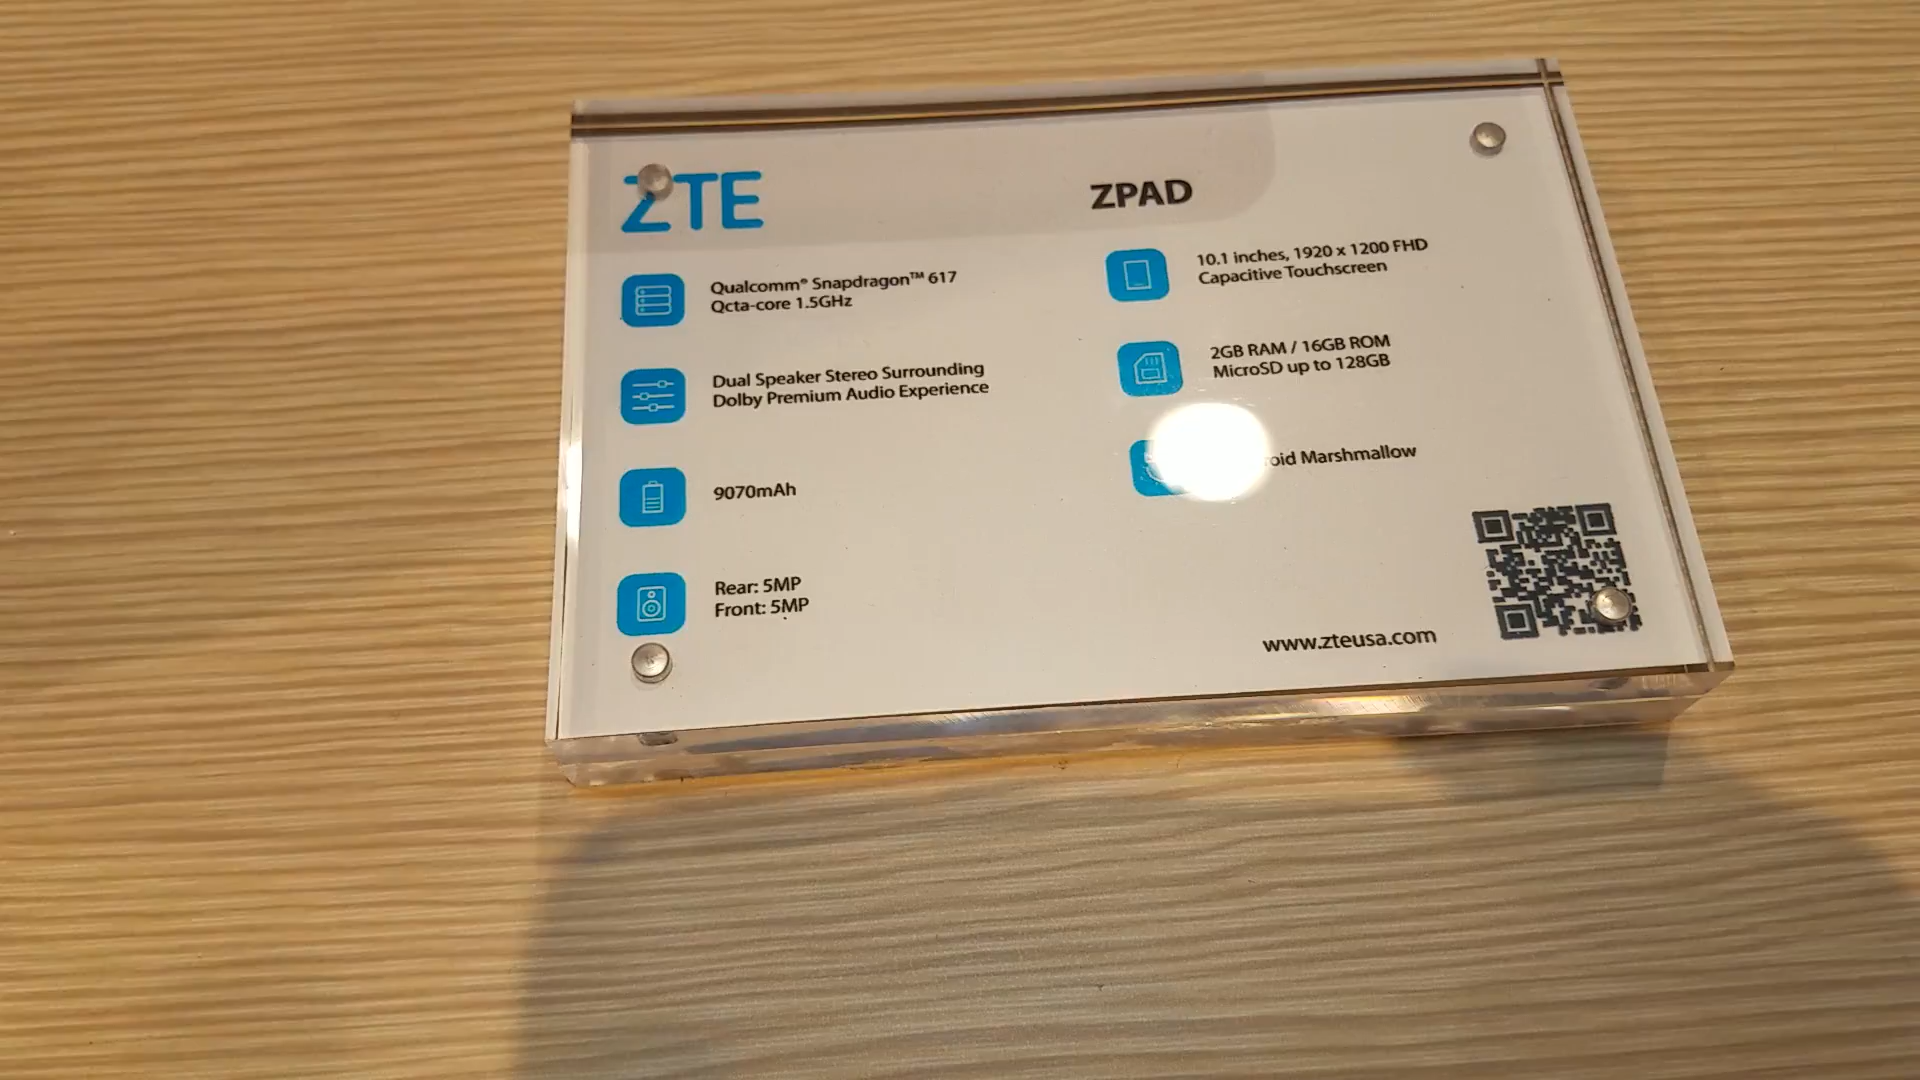 ZTE
ZPAD
Qualcomm® Snapdragon™ 617
Qcta-core 1.5GHz
Dual Speaker Stereo Surrounding
Dolby Premium Audio Experience
9070mAh
Rear: 5MP
Front: 5MP
10.1 inches, 1920 x 1200 FHD
Capacitive Touchscreen
2GB RAM / 16GB ROM
MicroSD up to 128GB
Marshmallow
www.zteusa.com